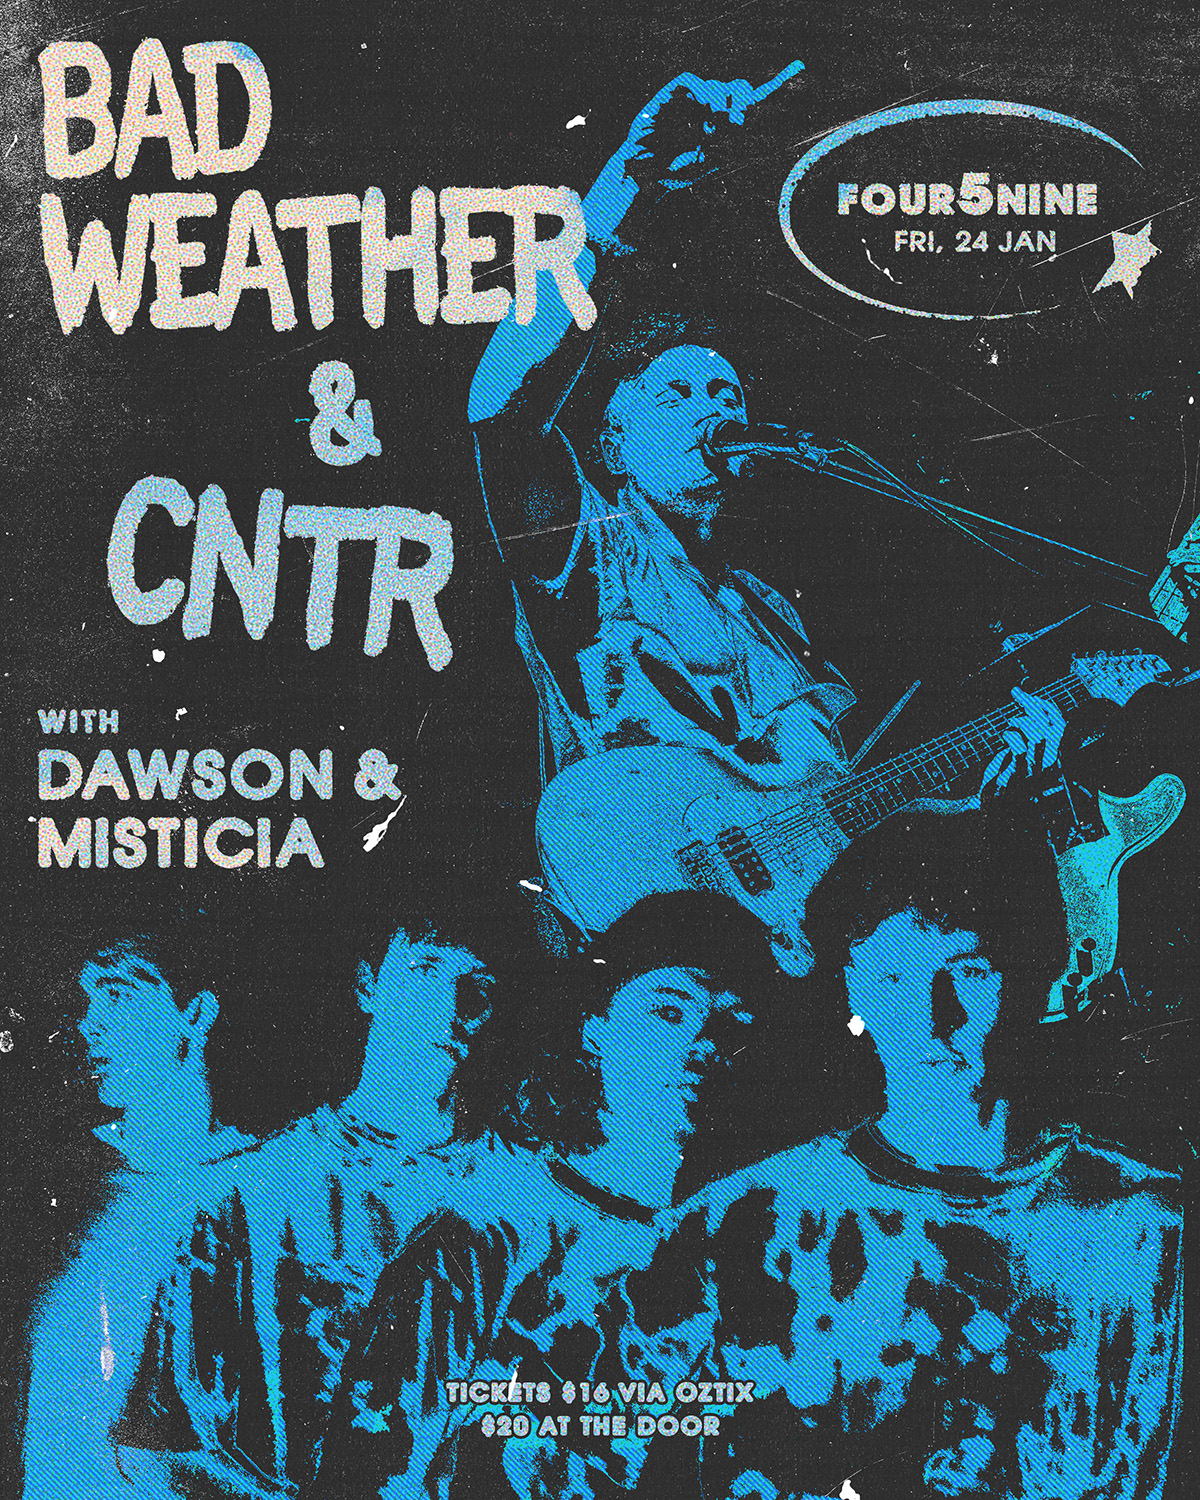 BAD
WEATHER
&
CNTR
FOUR5NINE
FRI, 24 JAN
WITH
DAWSON &
MISTICIA
TICKETS $16 VIA OZTIX
$20 AT THE DOOR